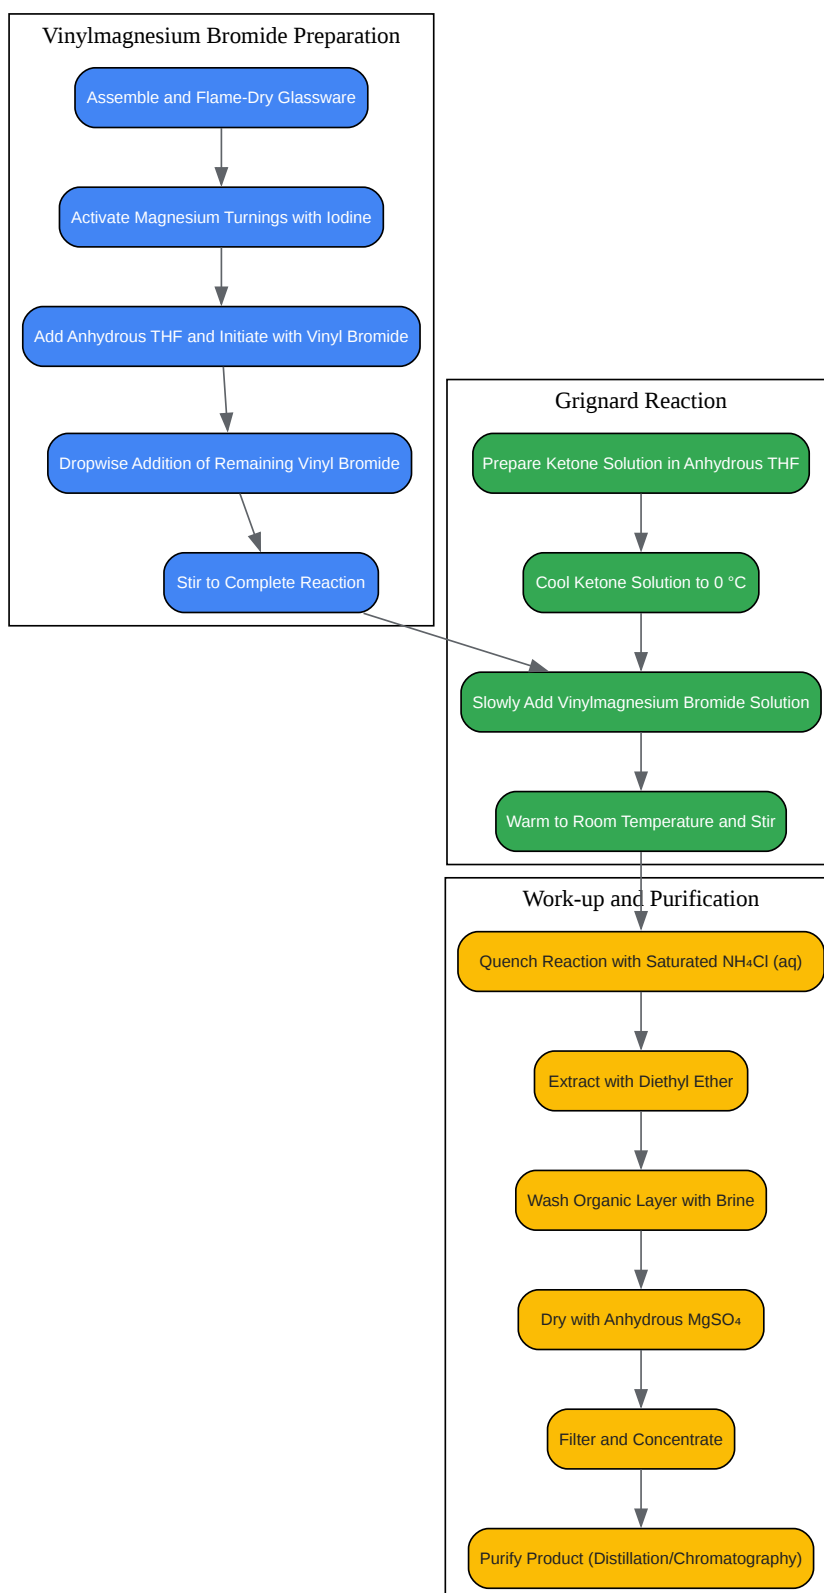 Vinylmagnesium Bromide Preparation
Assemble and Flame-Dry Glassware
Activate Magnesium Turnings with Iodine
Add Anhydrous THF and Initiate with Vinyl Bromide
Dropwise Addition of Remaining Vinyl Bromide
Stir to Complete Reaction
Grignard Reaction
Prepare Ketone Solution in Anhydrous THF
Cool Ketone Solution to 0 °C
Slowly Add Vinylmagnesium Bromide Solution
Warm to Room Temperature and Stir
Work-up and Purification
Quench Reaction with Saturated NH₄Cl (aq)
Extract with Diethyl Ether
Wash Organic Layer with Brine
Dry with Anhydrous MgSO₄
Filter and Concentrate
Purify Product (Distillation/Chromatography)